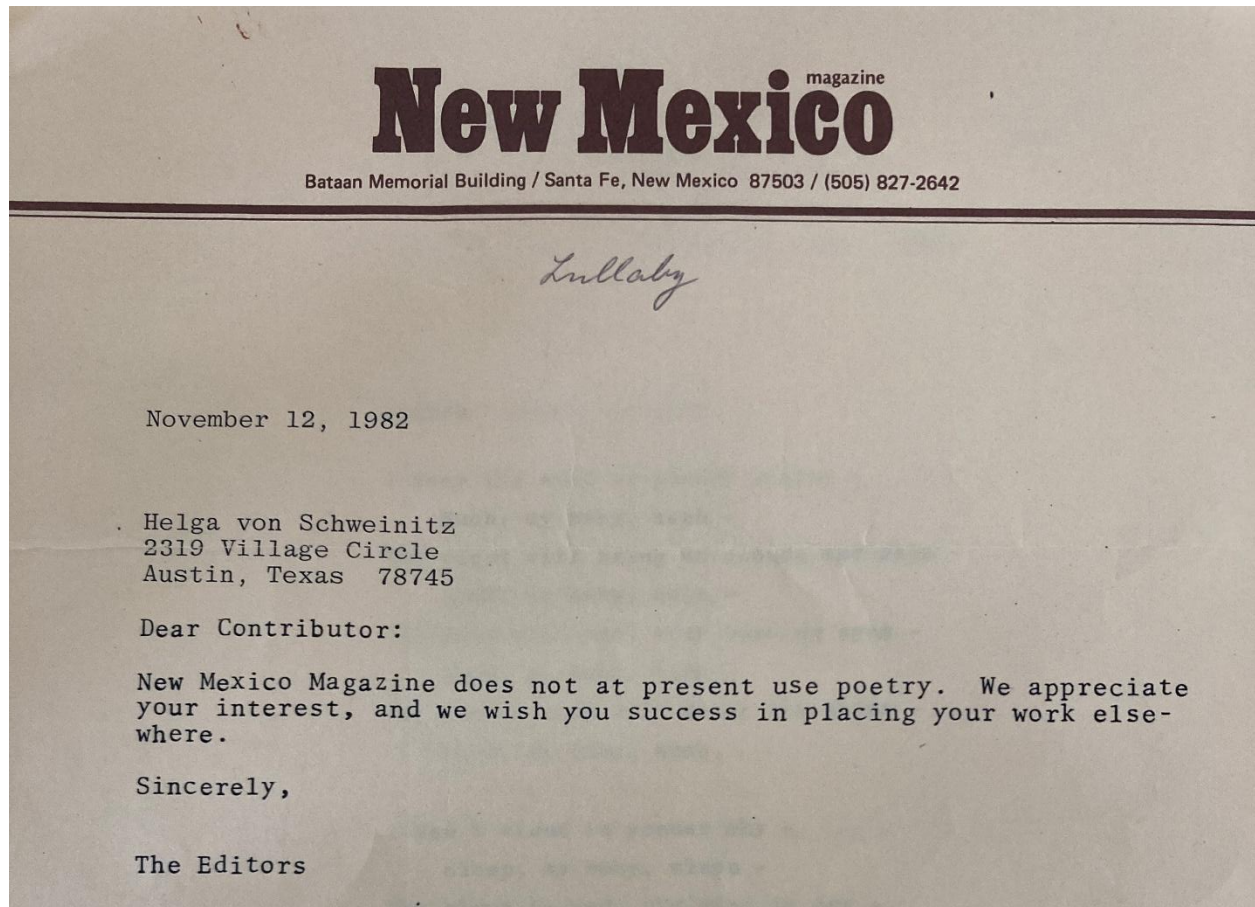 New Mexico magazine
Bataan Memorial Building / Santa Fe, New Mexico 87503 / (505) 827-2642
Lullaby
November 12, 1982
Helga von Schweinitz
2319 Village Circle
Austin, Texas 78745
Dear Contributor:
New Mexico Magazine does not at present use poetry. We appreciate
your interest, and we wish you success in placing your work else-
where.
Sincerely,
The Editors